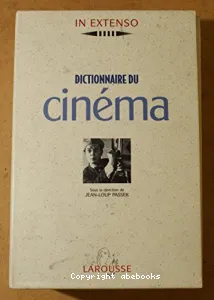 IN EXTENSO
DICTIONNAIRE DU
cinéma
Sous la direction de
JEAN-LOUP PASSEK
Copyright abebooks
LAROUSSE